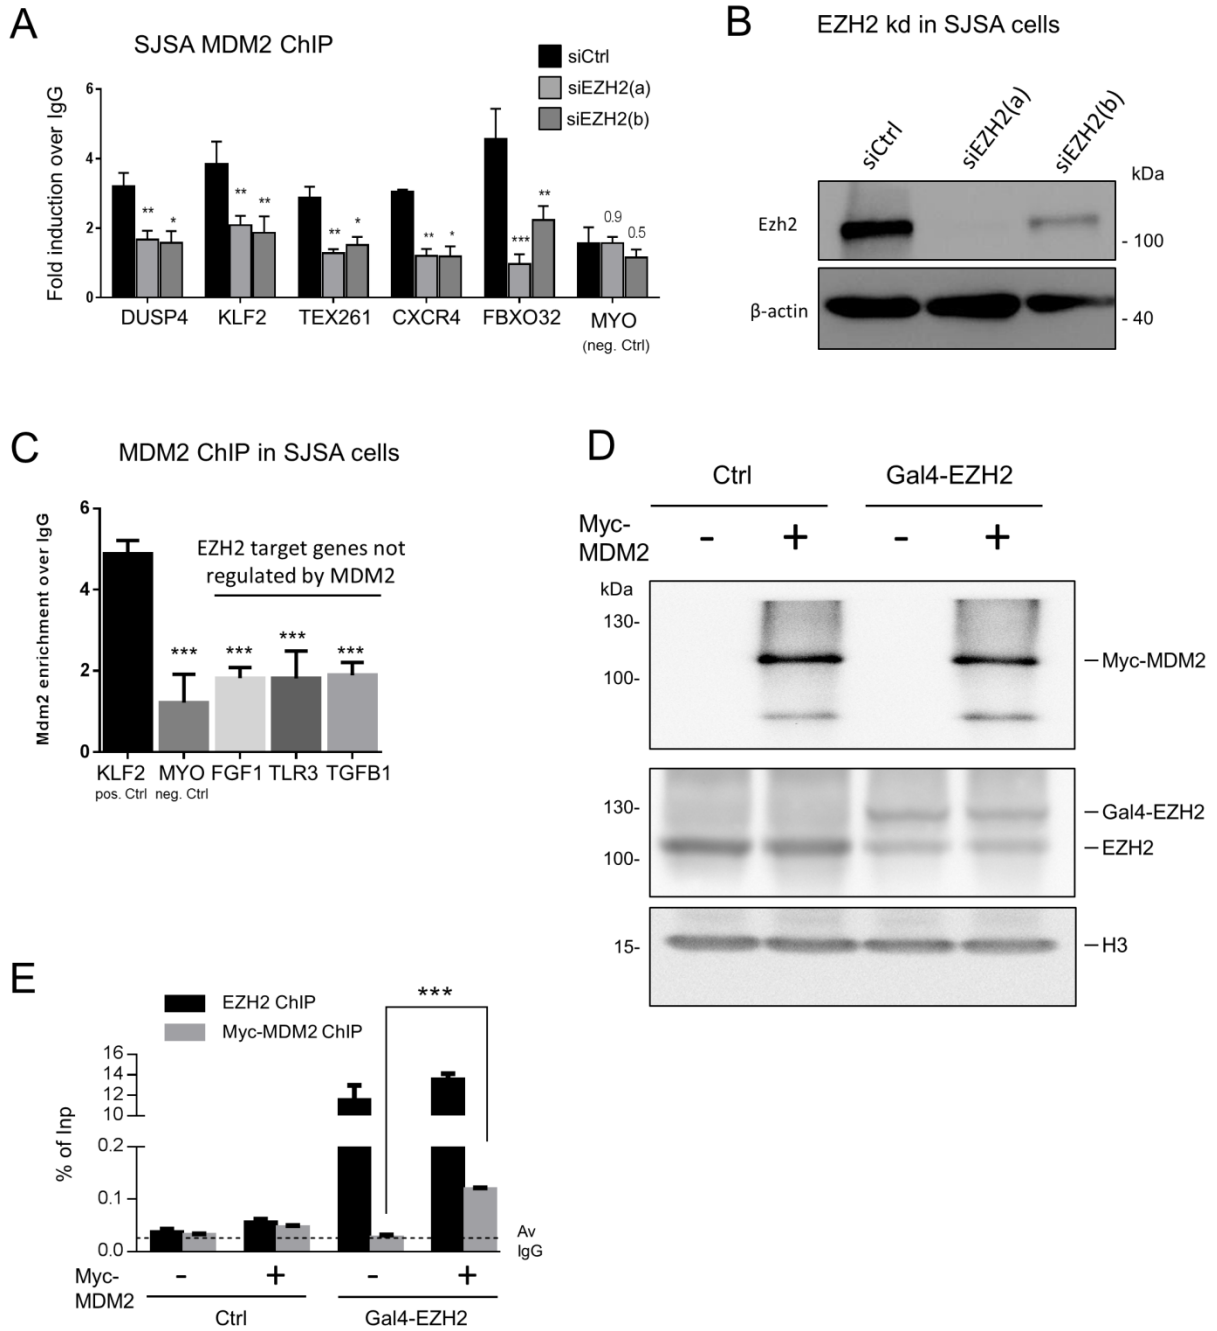 A
SJSA MDM2 ChIP
siCtrl
siEZH2(a)
siEZH2(b)
Fold induction over IgG
6
4
2
0
** *
** **
** *
** *
*** **
0.9 0.5
DUSP4 KLF2 TEX261 CXCR4 FBXO32 MYO
(neg. Ctrl)
B
EZH2 kd in SJSA cells
siCtrl siEZH2(a) siEZH2(b)
kDa
Ezh2
- 100
β-actin
- 40
C
MDM2 ChIP in SJSA cells
Mdm2 enrichment over IgG
6
4
2
0
EZH2 target genes not
regulated by MDM2
*** *** *** ***
KLF2 MYO FGF1 TLR3 TGFB1
pos. Ctrl neg. Ctrl
D
Ctrl Gal4-EZH2
Myc-
MDM2
- + - +
kDa
130-
100-
Myc-MDM2
130-
100-
Gal4-EZH2
EZH2
15-
H3
E
EZH2 ChIP
Myc-MDM2 ChIP
***
% of Inp
16
14
12
10
0.2
0.1
0.0
Av
IgG
Myc-
MDM2
- + - +
Ctrl Gal4-EZH2